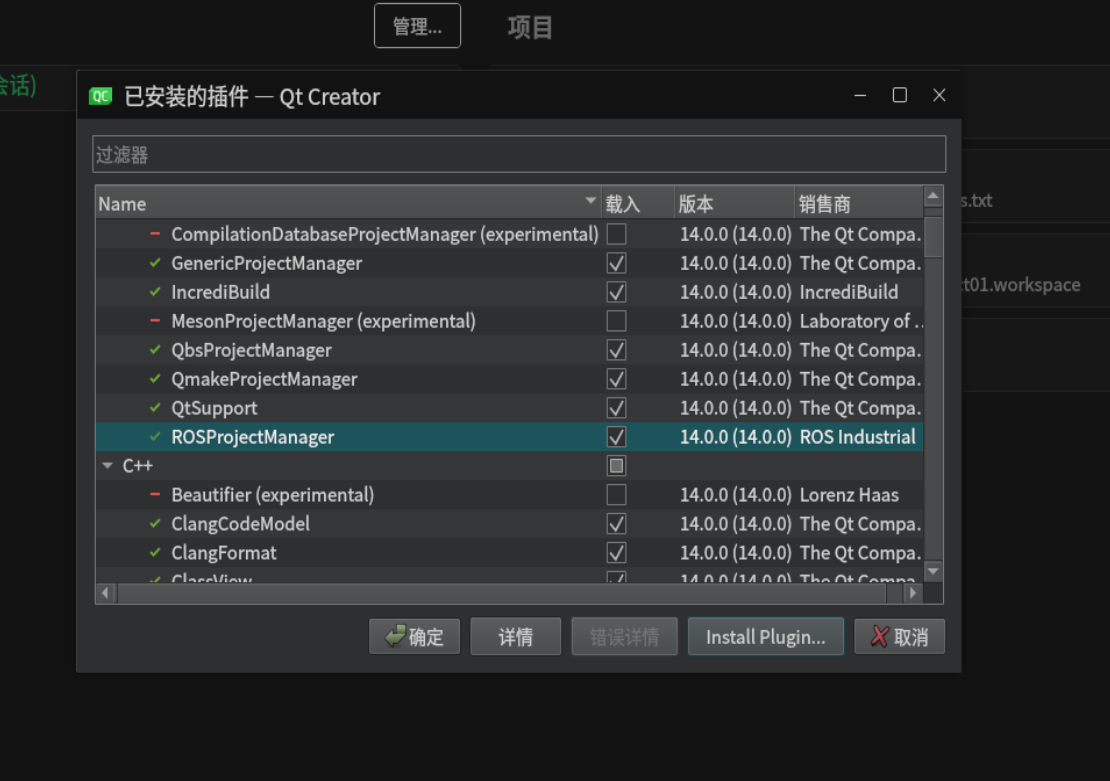 管理...
项目
会话)
已安装的插件 — Qt Creator
过滤器
s.txt
Name 载入 版本 销售商
CompilationDatabaseProjectManager (experimental) 14.0.0 (14.0.0) The Qt Compa.
GenericProjectManager 14.0.0 (14.0.0) The Qt Compa.
IncrediBuild 14.0.0 (14.0.0) IncrediBuild
ct01.workspace
MesonProjectManager (experimental) 14.0.0 (14.0.0) Laboratory of ..
QbsProjectManager 14.0.0 (14.0.0) The Qt Compa.
QmakeProjectManager 14.0.0 (14.0.0) The Qt Compa.
QtSupport 14.0.0 (14.0.0) The Qt Compa.
ROSProjectManager 14.0.0 (14.0.0) ROS Industrial
C++
Beautifier (experimental) 14.0.0 (14.0.0) Lorenz Haas
ClangCodeModel 14.0.0 (14.0.0) The Qt Compa.
ClangFormat 14.0.0 (14.0.0) The Qt Compa.
ClassView 14.0.0 (14.0.0) The Qt Compa.
确定 详情 错误详情 Install Plugin... 取消